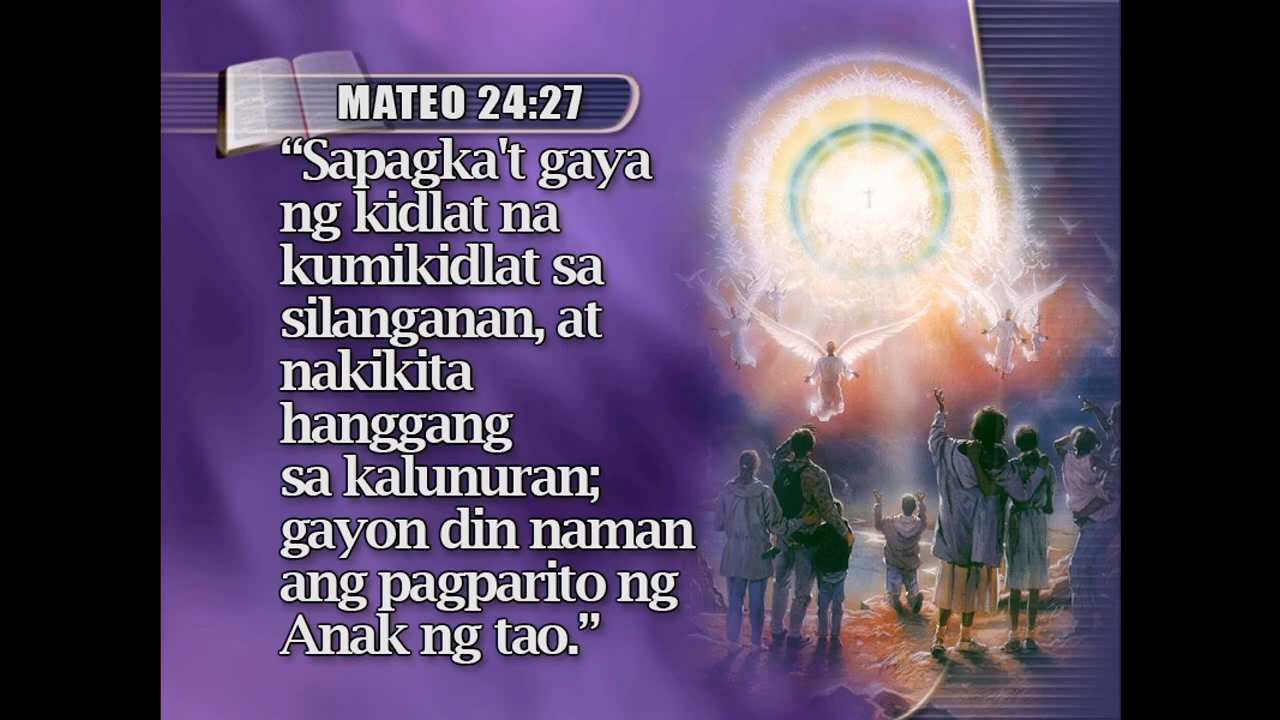 MATEO 24:27
“Sapagka't gaya
ng kidlat na
kumikidlat sa
silanganan, at
nakikita
hanggang
sa kalunuran;
gayon din naman
ang pagparito ng
Anak ng tao.”